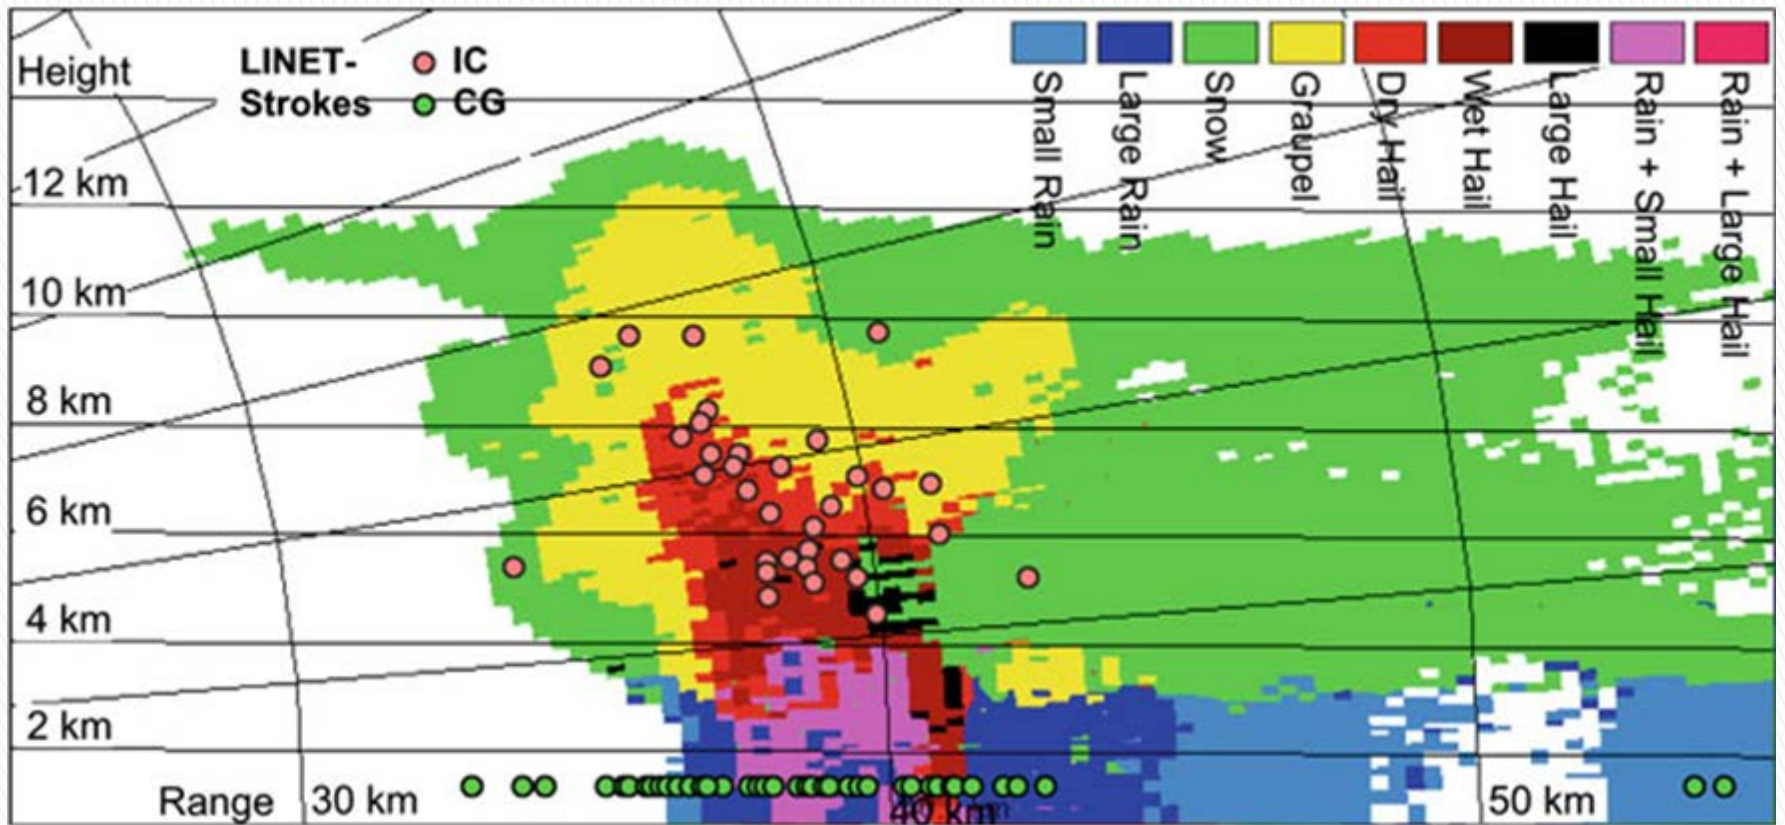 Height
LINET-
Strokes
IC
CG
Small Rain
Large Rain
Snow
Graupel
Dry Hail
Wet Hail
Large Hail
Rain + Small Hail
Rain + Large Hail
12 km
10 km
8 km
6 km
4 km
2 km
Range
30 km
40 km
50 km